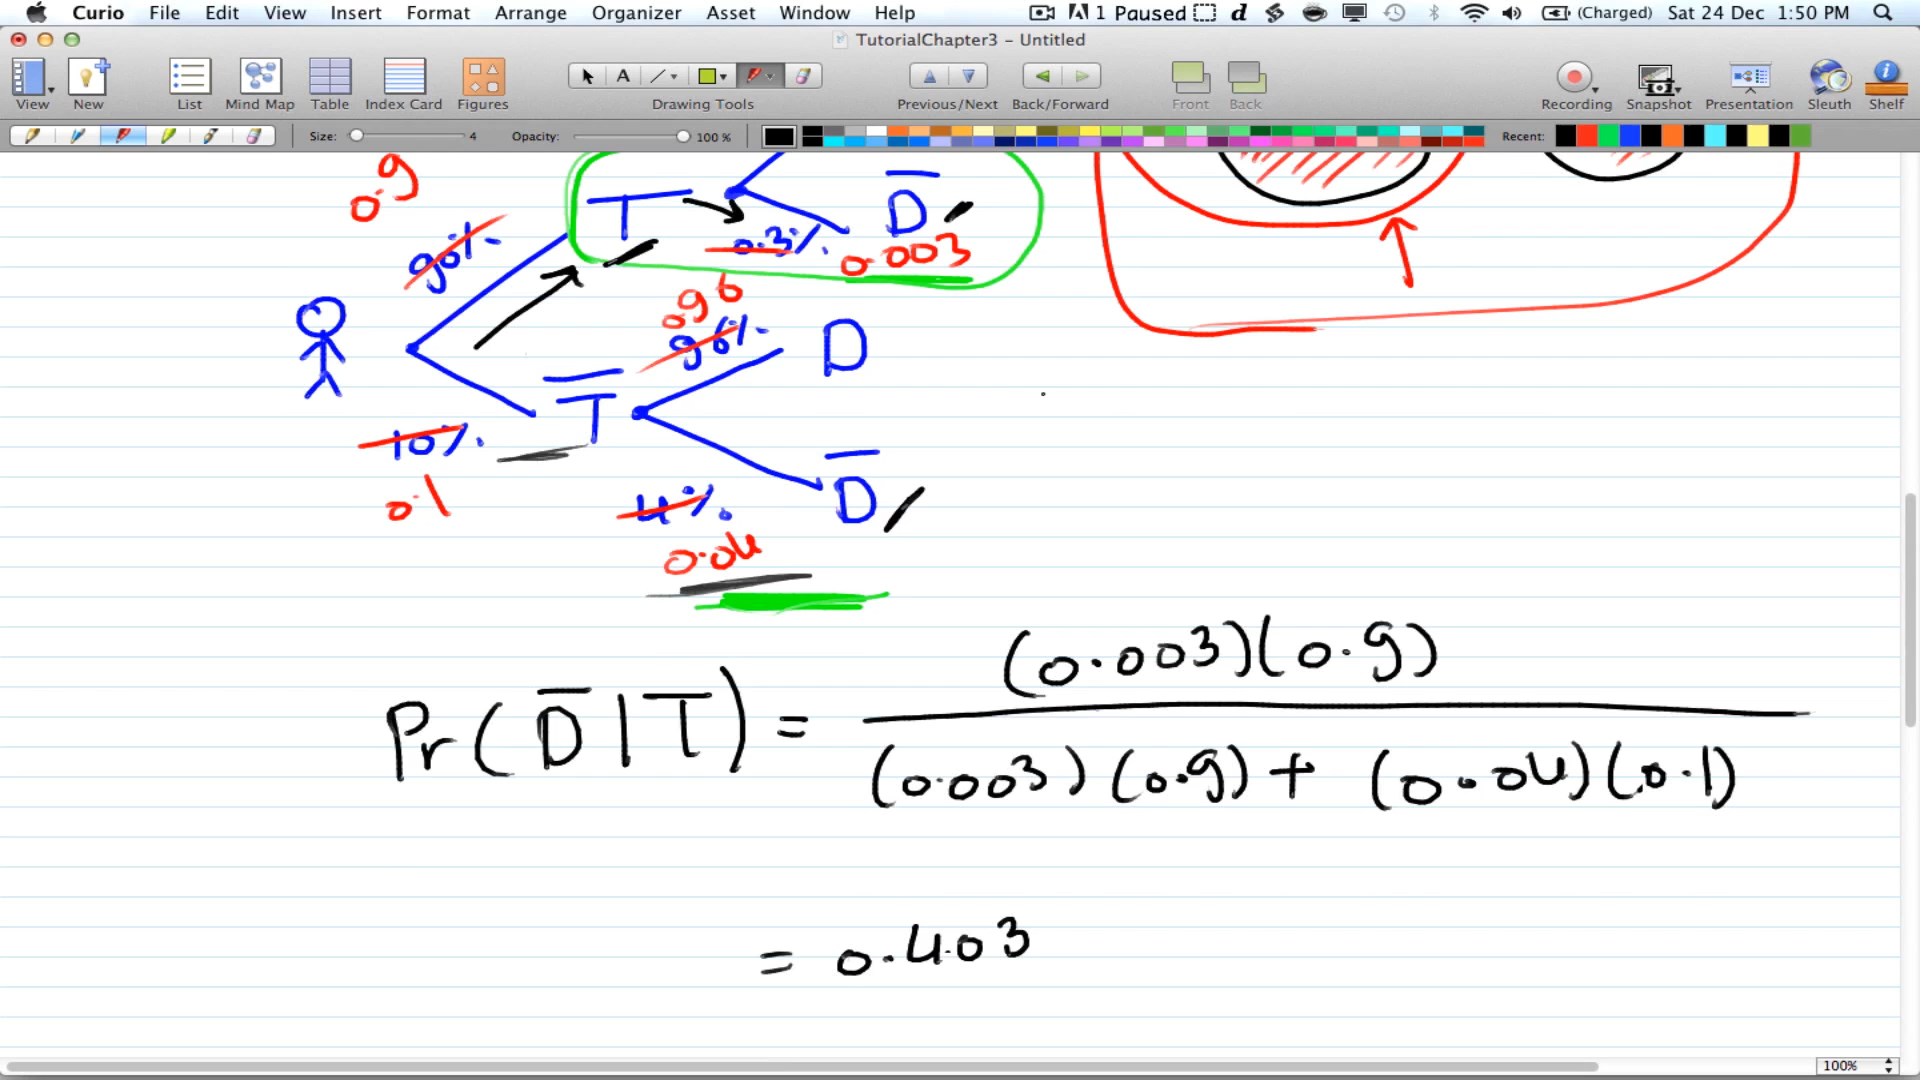 Curio File Edit View Insert Format Arrange Organizer Asset Window Help 1 Paused d (Charged) Sat 24 Dec 1:50 PM
TutorialChapter3 – Untitled
View New List Mind Map Table Index Card Figures A Drawing Tools Previous/Next Back/Forward Front Back Recording Snapshot Presentation Sleuth Shelf
Size: 4 Opacity: 100 % Recent:
0.9
90%
T
D̅
0.3%
0.003
0.96
96%
D
T̅
10%
0.1
4%
D̅
0.04
(0.003)(0.9)
Pr(D̅|T̅) =
(0.003)(0.9) + (0.04)(0.1)
= 0.403
100%